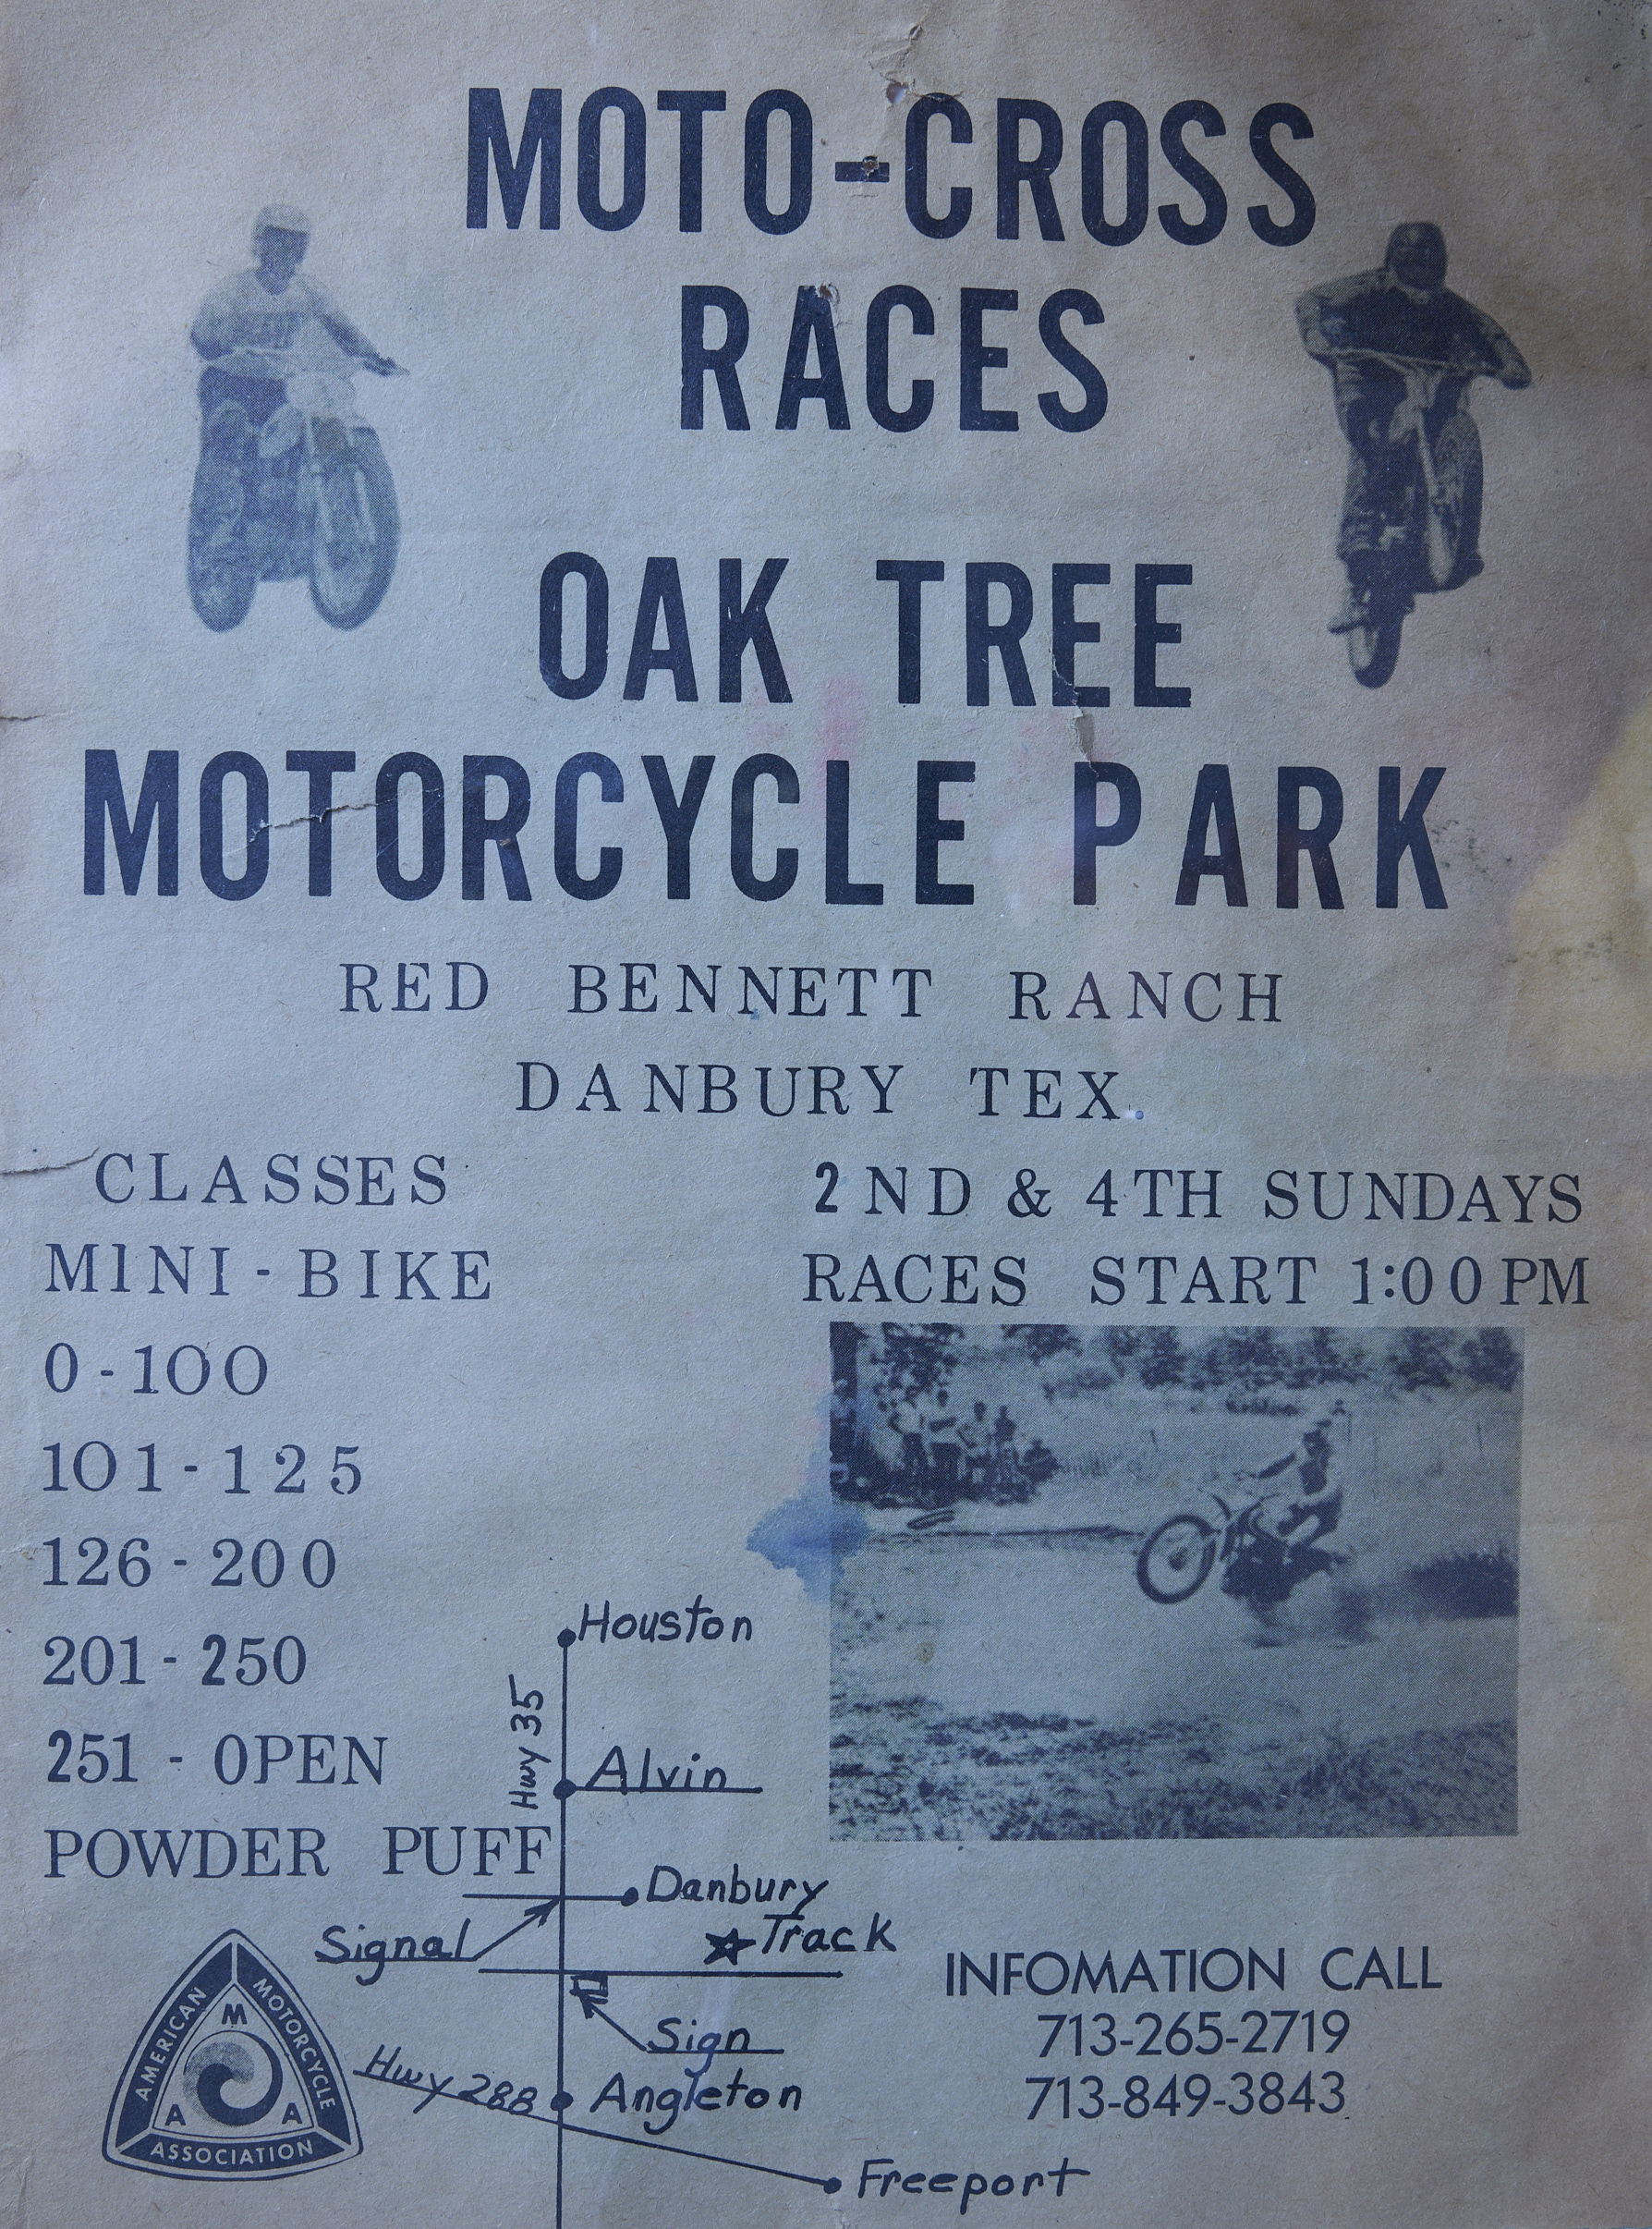 MOTO-CROSS
RACES
OAK TREE
MOTORCYCLE PARK
RED BENNETT RANCH
DANBURY TEX.
CLASSES
MINI-BIKE
0-100
101-125
126-200
201-250
251-OPEN
POWDER PUFF
2ND & 4TH SUNDAYS
RACES START 1:00 PM
Houston
Hwy 35
Alvin
Danbury
Signal
Track
Sign
Hwy 288
Angleton
Freeport
AMERICAN MOTORCYCLE
M
A A
ASSOCIATION
INFOMATION CALL
713-265-2719
713-849-3843